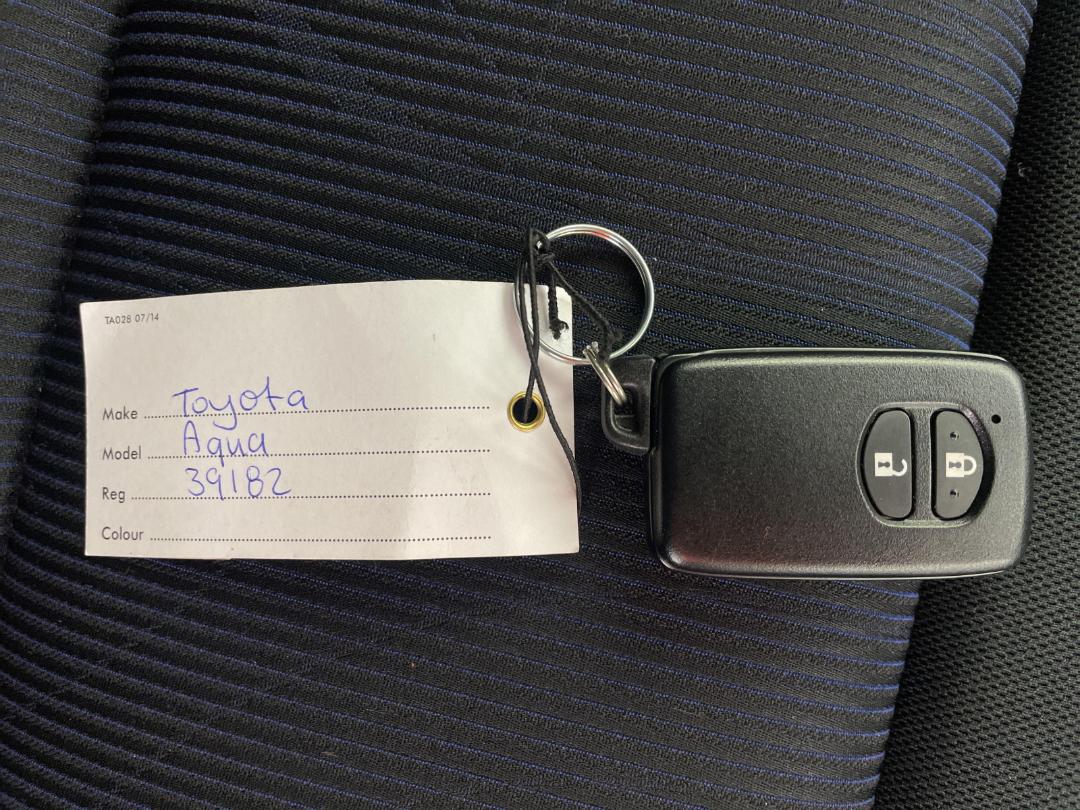 TA028 07/14
Make Toyota
Model Aqua
Reg 39182
Colour